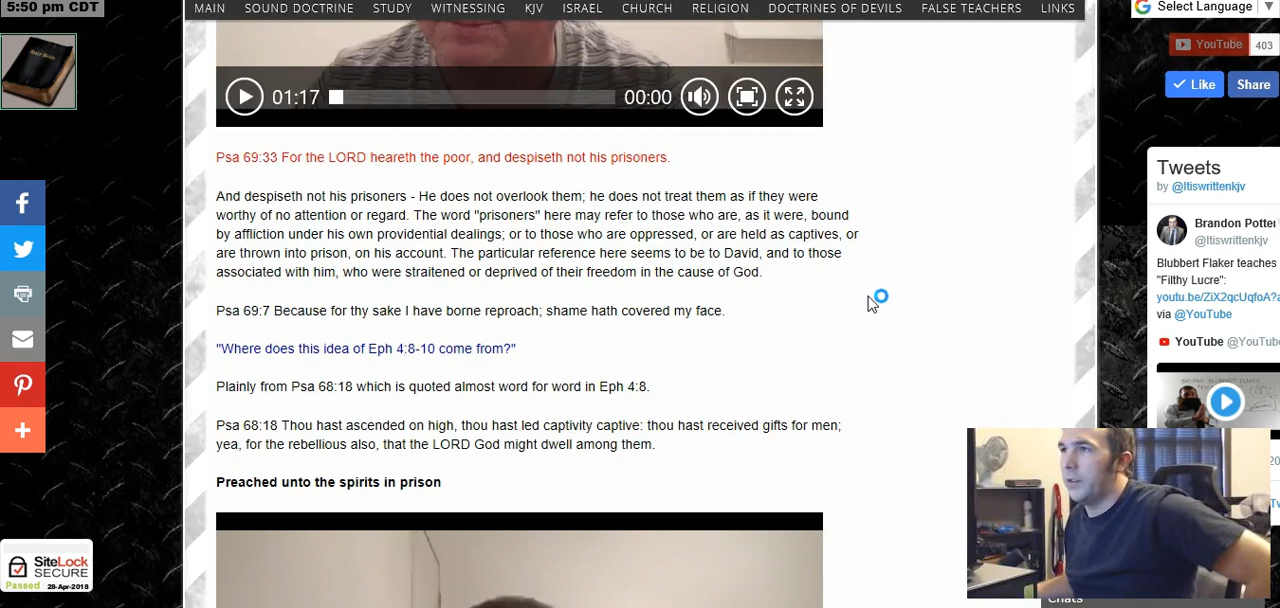 5:50 pm CDT
MAIN SOUND DOCTRINE STUDY WITNESSING KJV ISRAEL CHURCH RELIGION DOCTRINES OF DEVILS FALSE TEACHERS LINKS
Select Language
YouTube 403
Like Share
01:17 00:00
Psa 69:33 For the LORD heareth the poor, and despiseth not his prisoners.
And despiseth not his prisoners - He does not overlook them; he does not treat them as if they were
worthy of no attention or regard. The word "prisoners" here may refer to those who are, as it were, bound
by affliction under his own providential dealings; or to those who are oppressed, or are held as captives, or
are thrown into prison, on his account. The particular reference here seems to be to David, and to those
associated with him, who were straitened or deprived of their freedom in the cause of God.
Psa 69:7 Because for thy sake I have borne reproach; shame hath covered my face.
"Where does this idea of Eph 4:8-10 come from?"
Plainly from Psa 68:18 which is quoted almost word for word in Eph 4:8.
Psa 68:18 Thou hast ascended on high, thou hast led captivity captive: thou hast received gifts for men;
yea, for the rebellious also, that the LORD God might dwell among them.
Preached unto the spirits in prison
Tweets
by @Itiswrittenkjv
Brandon Potter
@Itiswrittenkjv
Blubbert Flaker teaches
"Filthy Lucre":
youtu.be/ZiX2qcUqfoA?a
via @YouTube
YouTube @YouTube
SiteLock
SECURE
Passed 28-Apr-2018
Chats